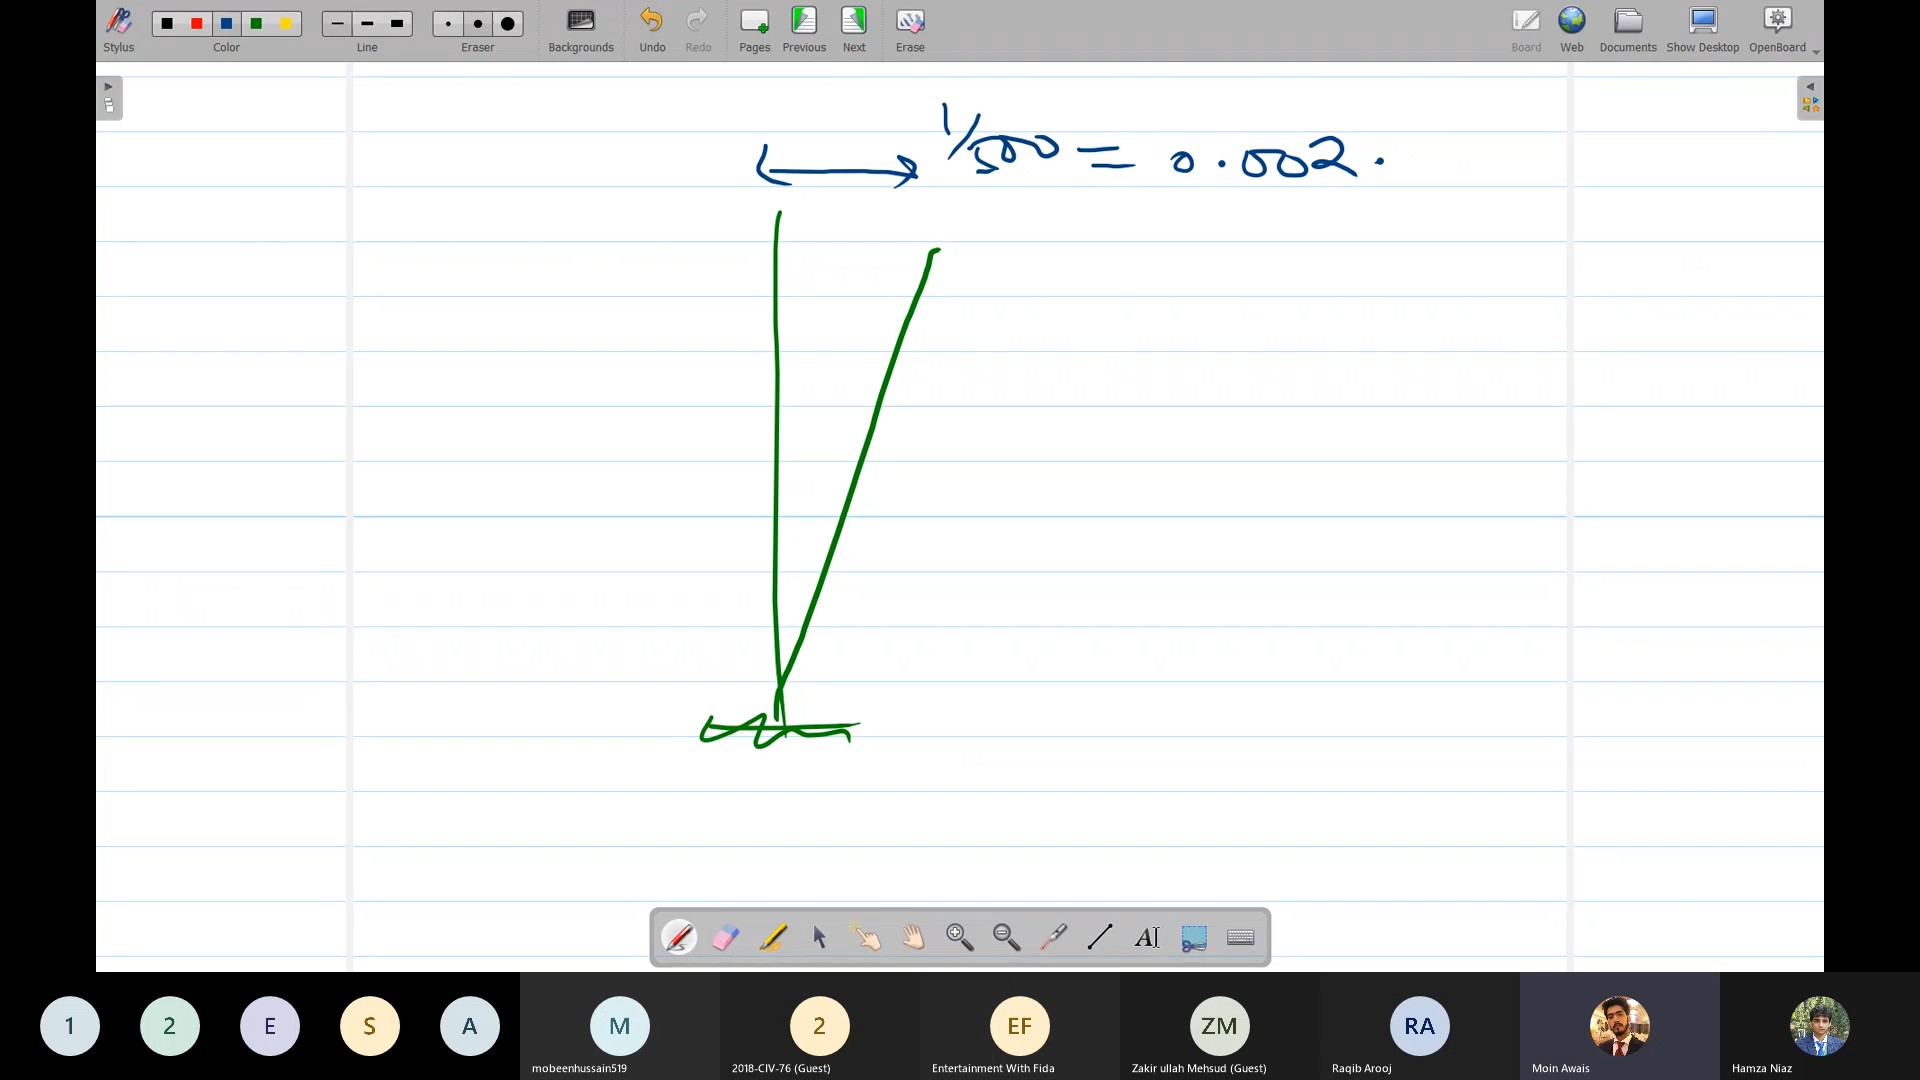 Stylus Color Line Eraser Backgrounds Undo Redo Pages Previous Next Erase Board Web Documents Show Desktop OpenBoard
1/500 = 0.002.
1 2 E S A M 2 EF ZM RA
mobeenhussain519 2018-CIV-76 (Guest) Entertainment With Fida Zakir ullah Mehsud (Guest) Raqib Arooj Moin Awais Hamza Niaz